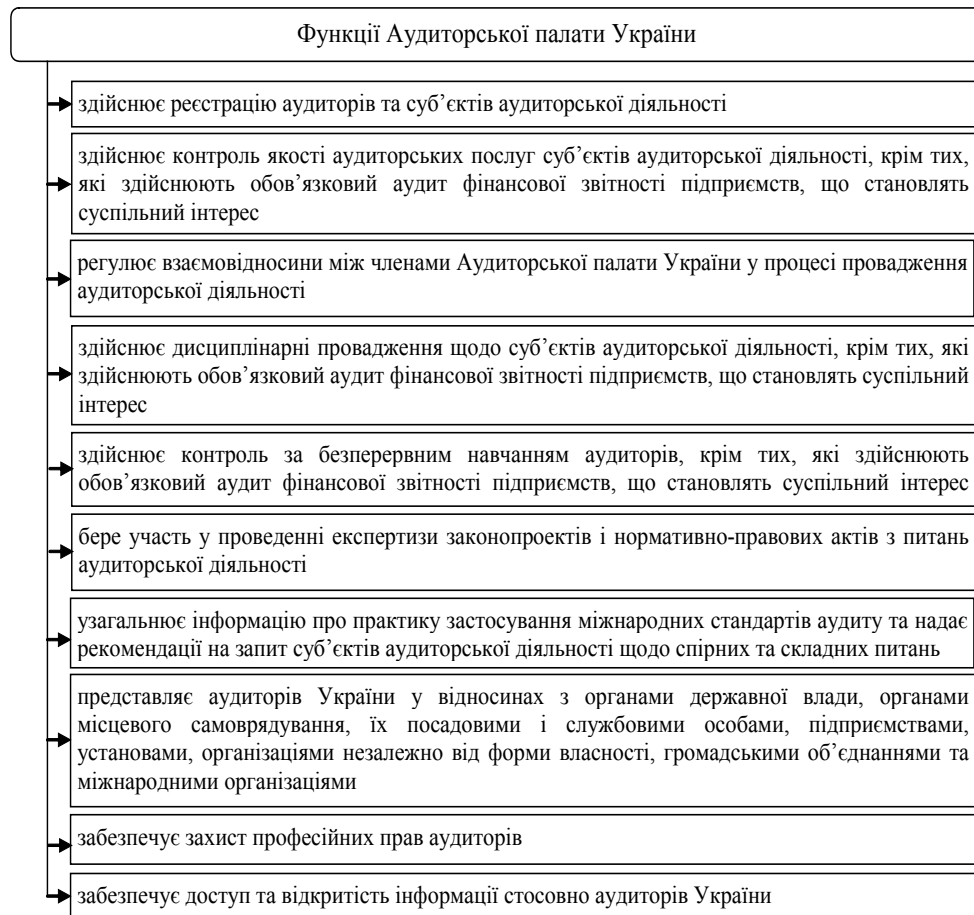 Функції Аудиторської палати України
здійснює реєстрацію аудиторів та суб’єктів аудиторської діяльності
здійснює контроль якості аудиторських послуг суб’єктів аудиторської діяльності, крім тих,
які здійснюють обов’язковий аудит фінансової звітності підприємств, що становлять
суспільний інтерес
регулює взаємовідносини між членами Аудиторської палати України у процесі провадження
аудиторської діяльності
здійснює дисциплінарні провадження щодо суб’єктів аудиторської діяльності, крім тих, які
здійснюють обов’язковий аудит фінансової звітності підприємств, що становлять суспільний
інтерес
здійснює контроль за безперервним навчанням аудиторів, крім тих, які здійснюють
обов’язковий аудит фінансової звітності підприємств, що становлять суспільний інтерес
бере участь у проведенні експертизи законопроектів і нормативно-правових актів з питань
аудиторської діяльності
узагальнює інформацію про практику застосування міжнародних стандартів аудиту та надає
рекомендації на запит суб’єктів аудиторської діяльності щодо спірних та складних питань
представляє аудиторів України у відносинах з органами державної влади, органами
місцевого самоврядування, їх посадовими і службовими особами, підприємствами,
установами, організаціями незалежно від форми власності, громадськими об’єднаннями та
міжнародними організаціями
забезпечує захист професійних прав аудиторів
забезпечує доступ та відкритість інформації стосовно аудиторів України